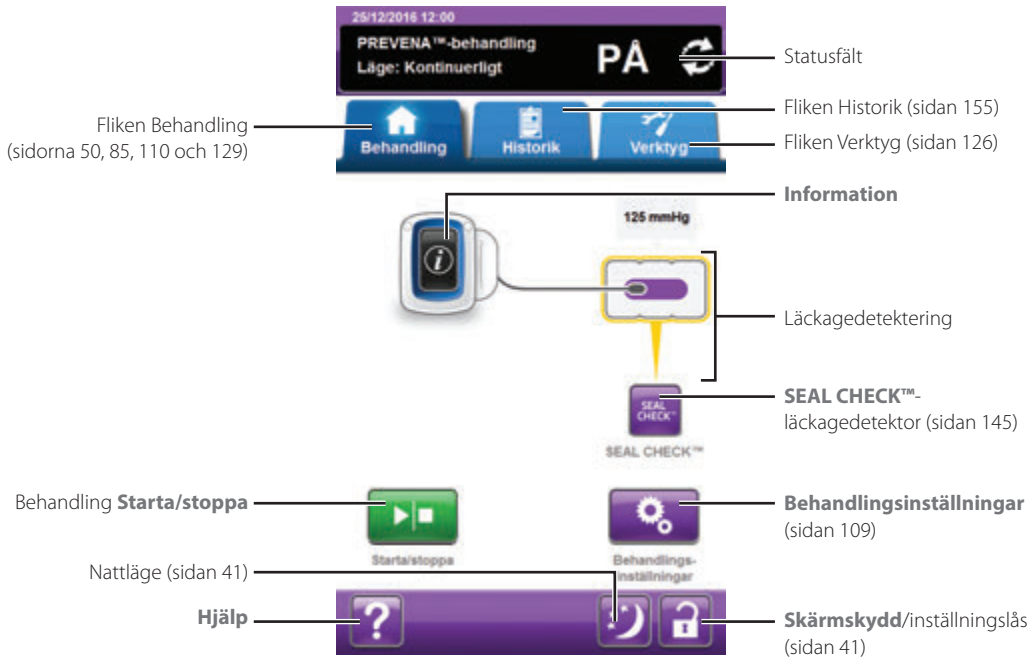 25/12/2016 12:00
PREVENA™-behandling
Läge: Kontinuerligt
PÅ
Statusfält
Behandling
Historik
Verktyg
Fliken Behandling
(sidorna 50, 85, 110 och 129)
Fliken Historik (sidan 155)
Fliken Verktyg (sidan 126)
Information
125 mmHg
i
Läckagedetektering
SEAL
CHECK™
SEAL CHECK™
SEAL CHECK™-
läckagedetektor (sidan 145)
Behandling Starta/stoppa
Starta/stoppa
Behandlings-
inställningar
Behandlingsinställningar
(sidan 109)
Nattläge (sidan 41)
Hjälp
?
Skärmskydd/inställningslås
(sidan 41)